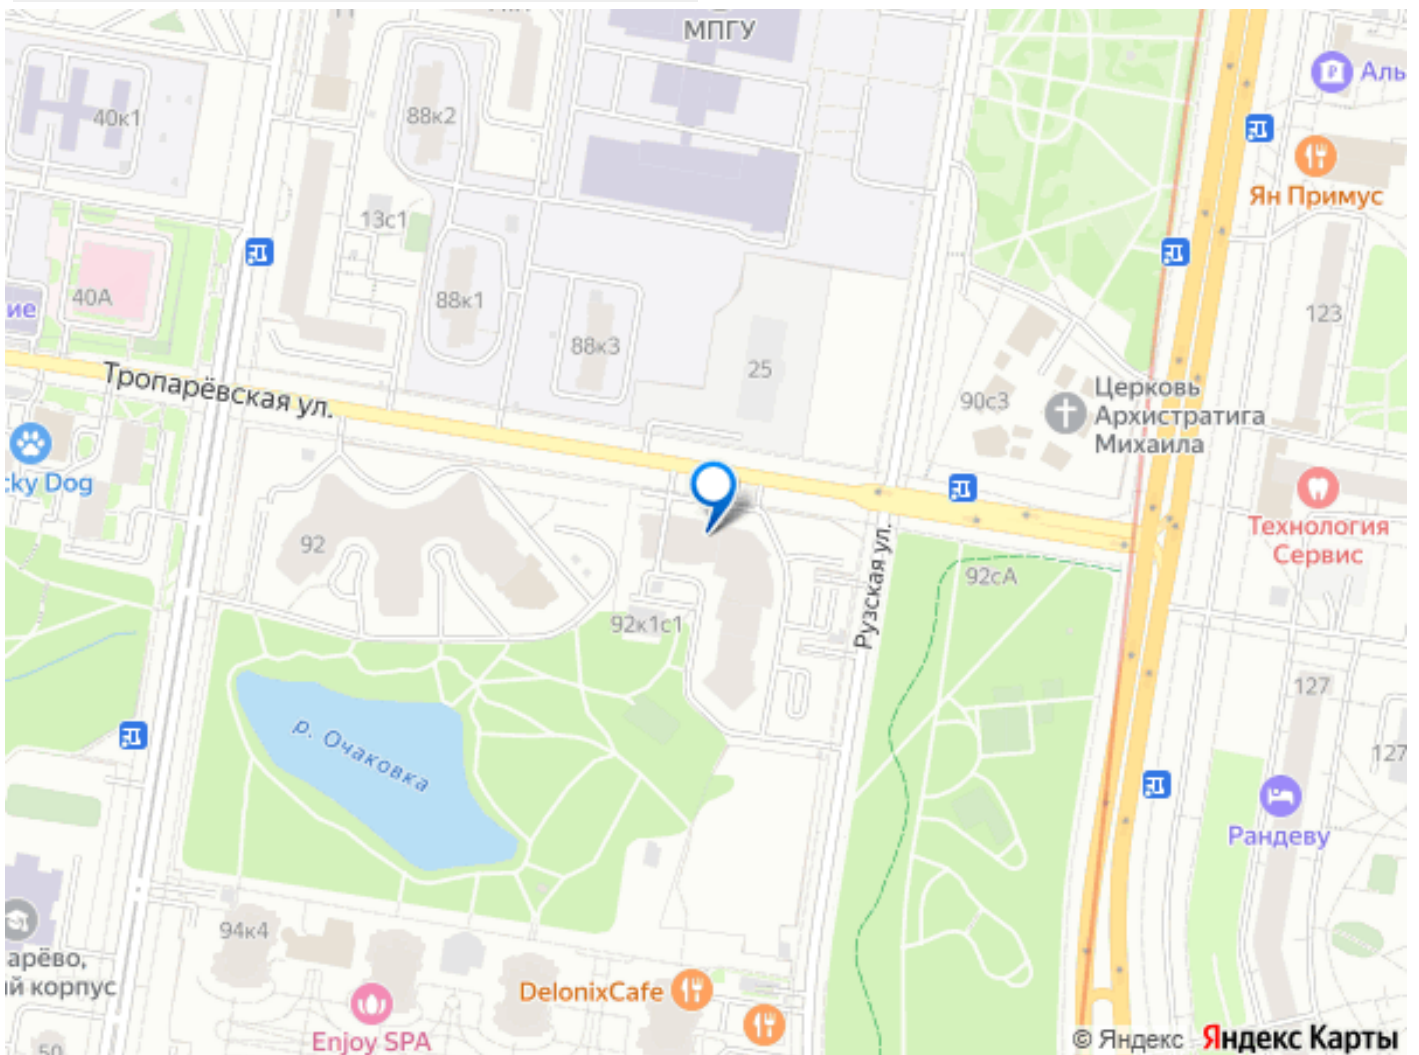 МПГУ
40к1
88к2
Аль
Ян Примус
13с1
ие
40А
88к1
88к3
25
123
Тропарёвская ул.
90с3
Церковь
Архистратига
Михаила
cky Dog
92
92к1с1
Рузская ул.
92сА
Технология
Сервис
р. Очаковка
127
127
Рандеву
94к4
арёво,
й корпус
DelonixCafe
Enjoy SPA
50
© Яндекс Яндекс Карты